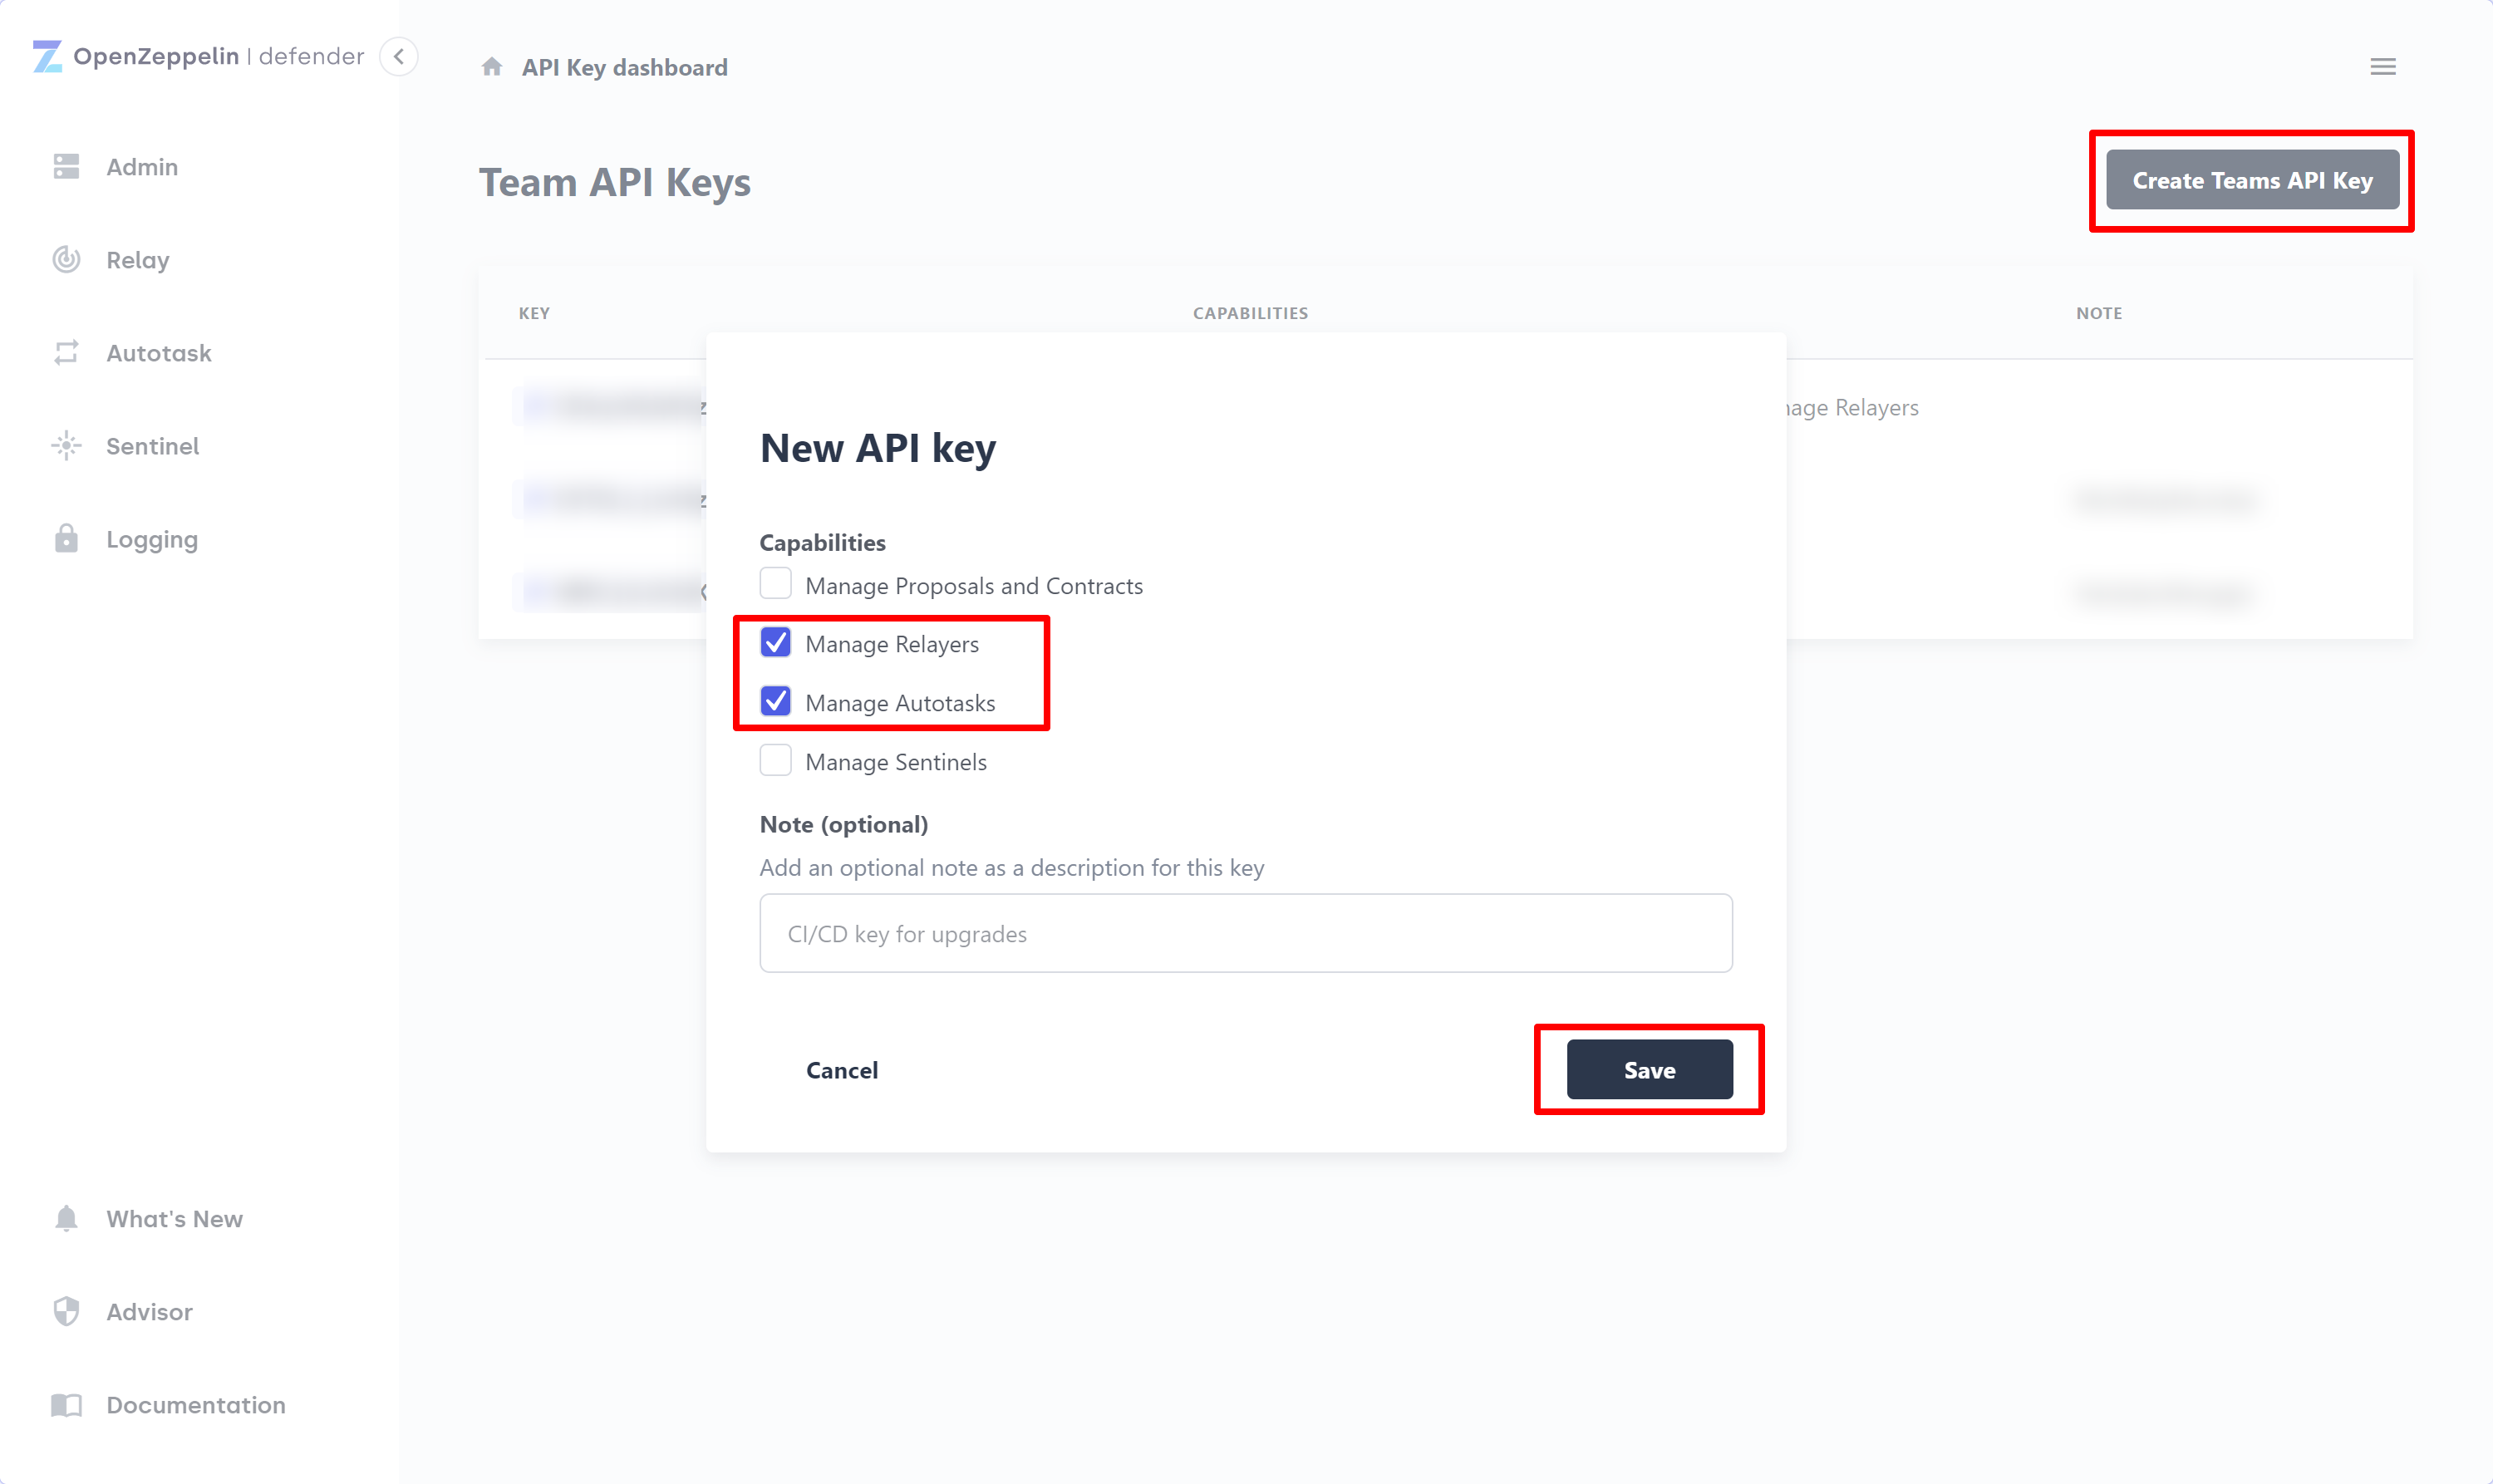 OpenZeppelin | defender
API Key dashboard
Admin
Relay
Autotask
Sentinel
Logging
What's New
Advisor
Documentation
Team API Keys
Create Teams API Key
KEY CAPABILITIES NOTE
Relayers
New API key
Capabilities
Manage Proposals and Contracts
Manage Relayers
Manage Autotasks
Manage Sentinels
Note (optional)
Add an optional note as a description for this key
CI/CD key for upgrades
Cancel
Save